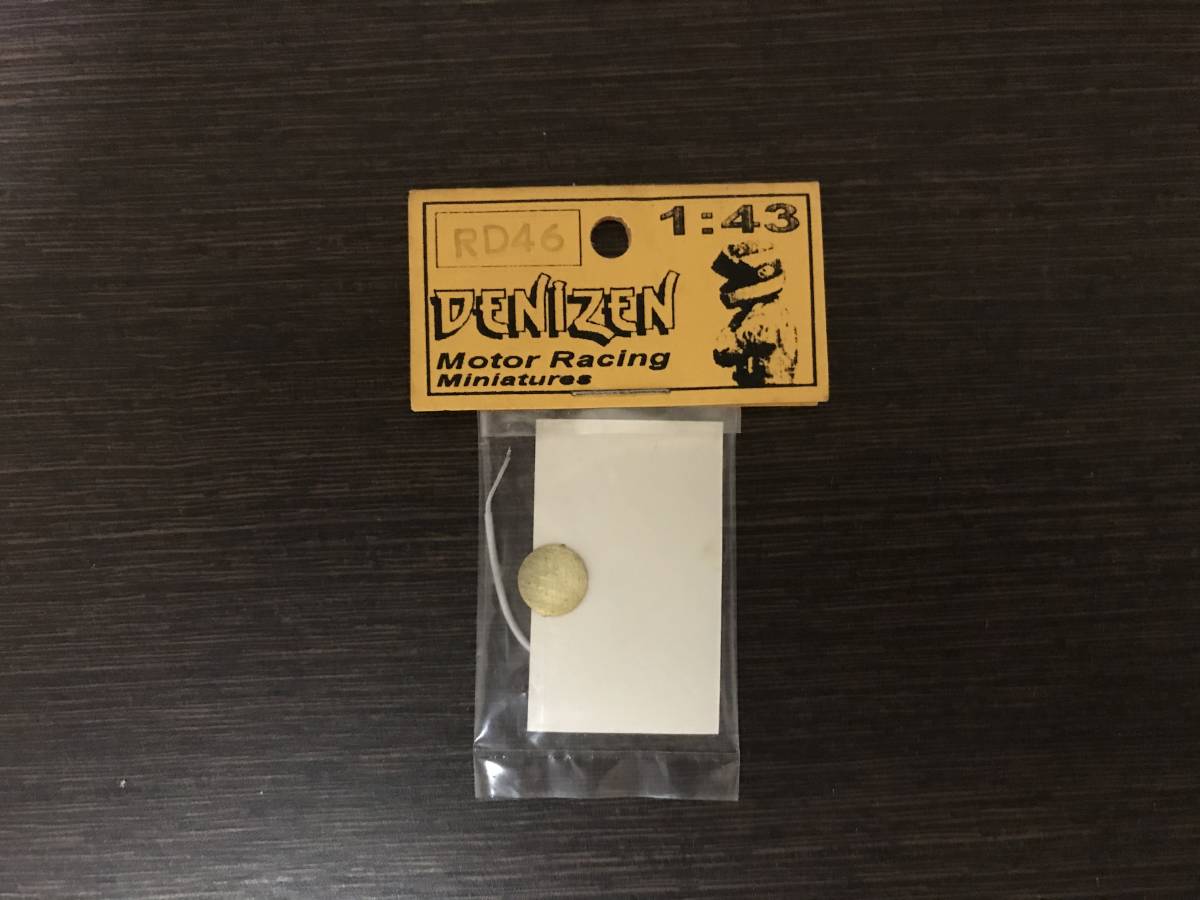 RD46
1:43
DENIZEN
Motor Racing
Miniatures